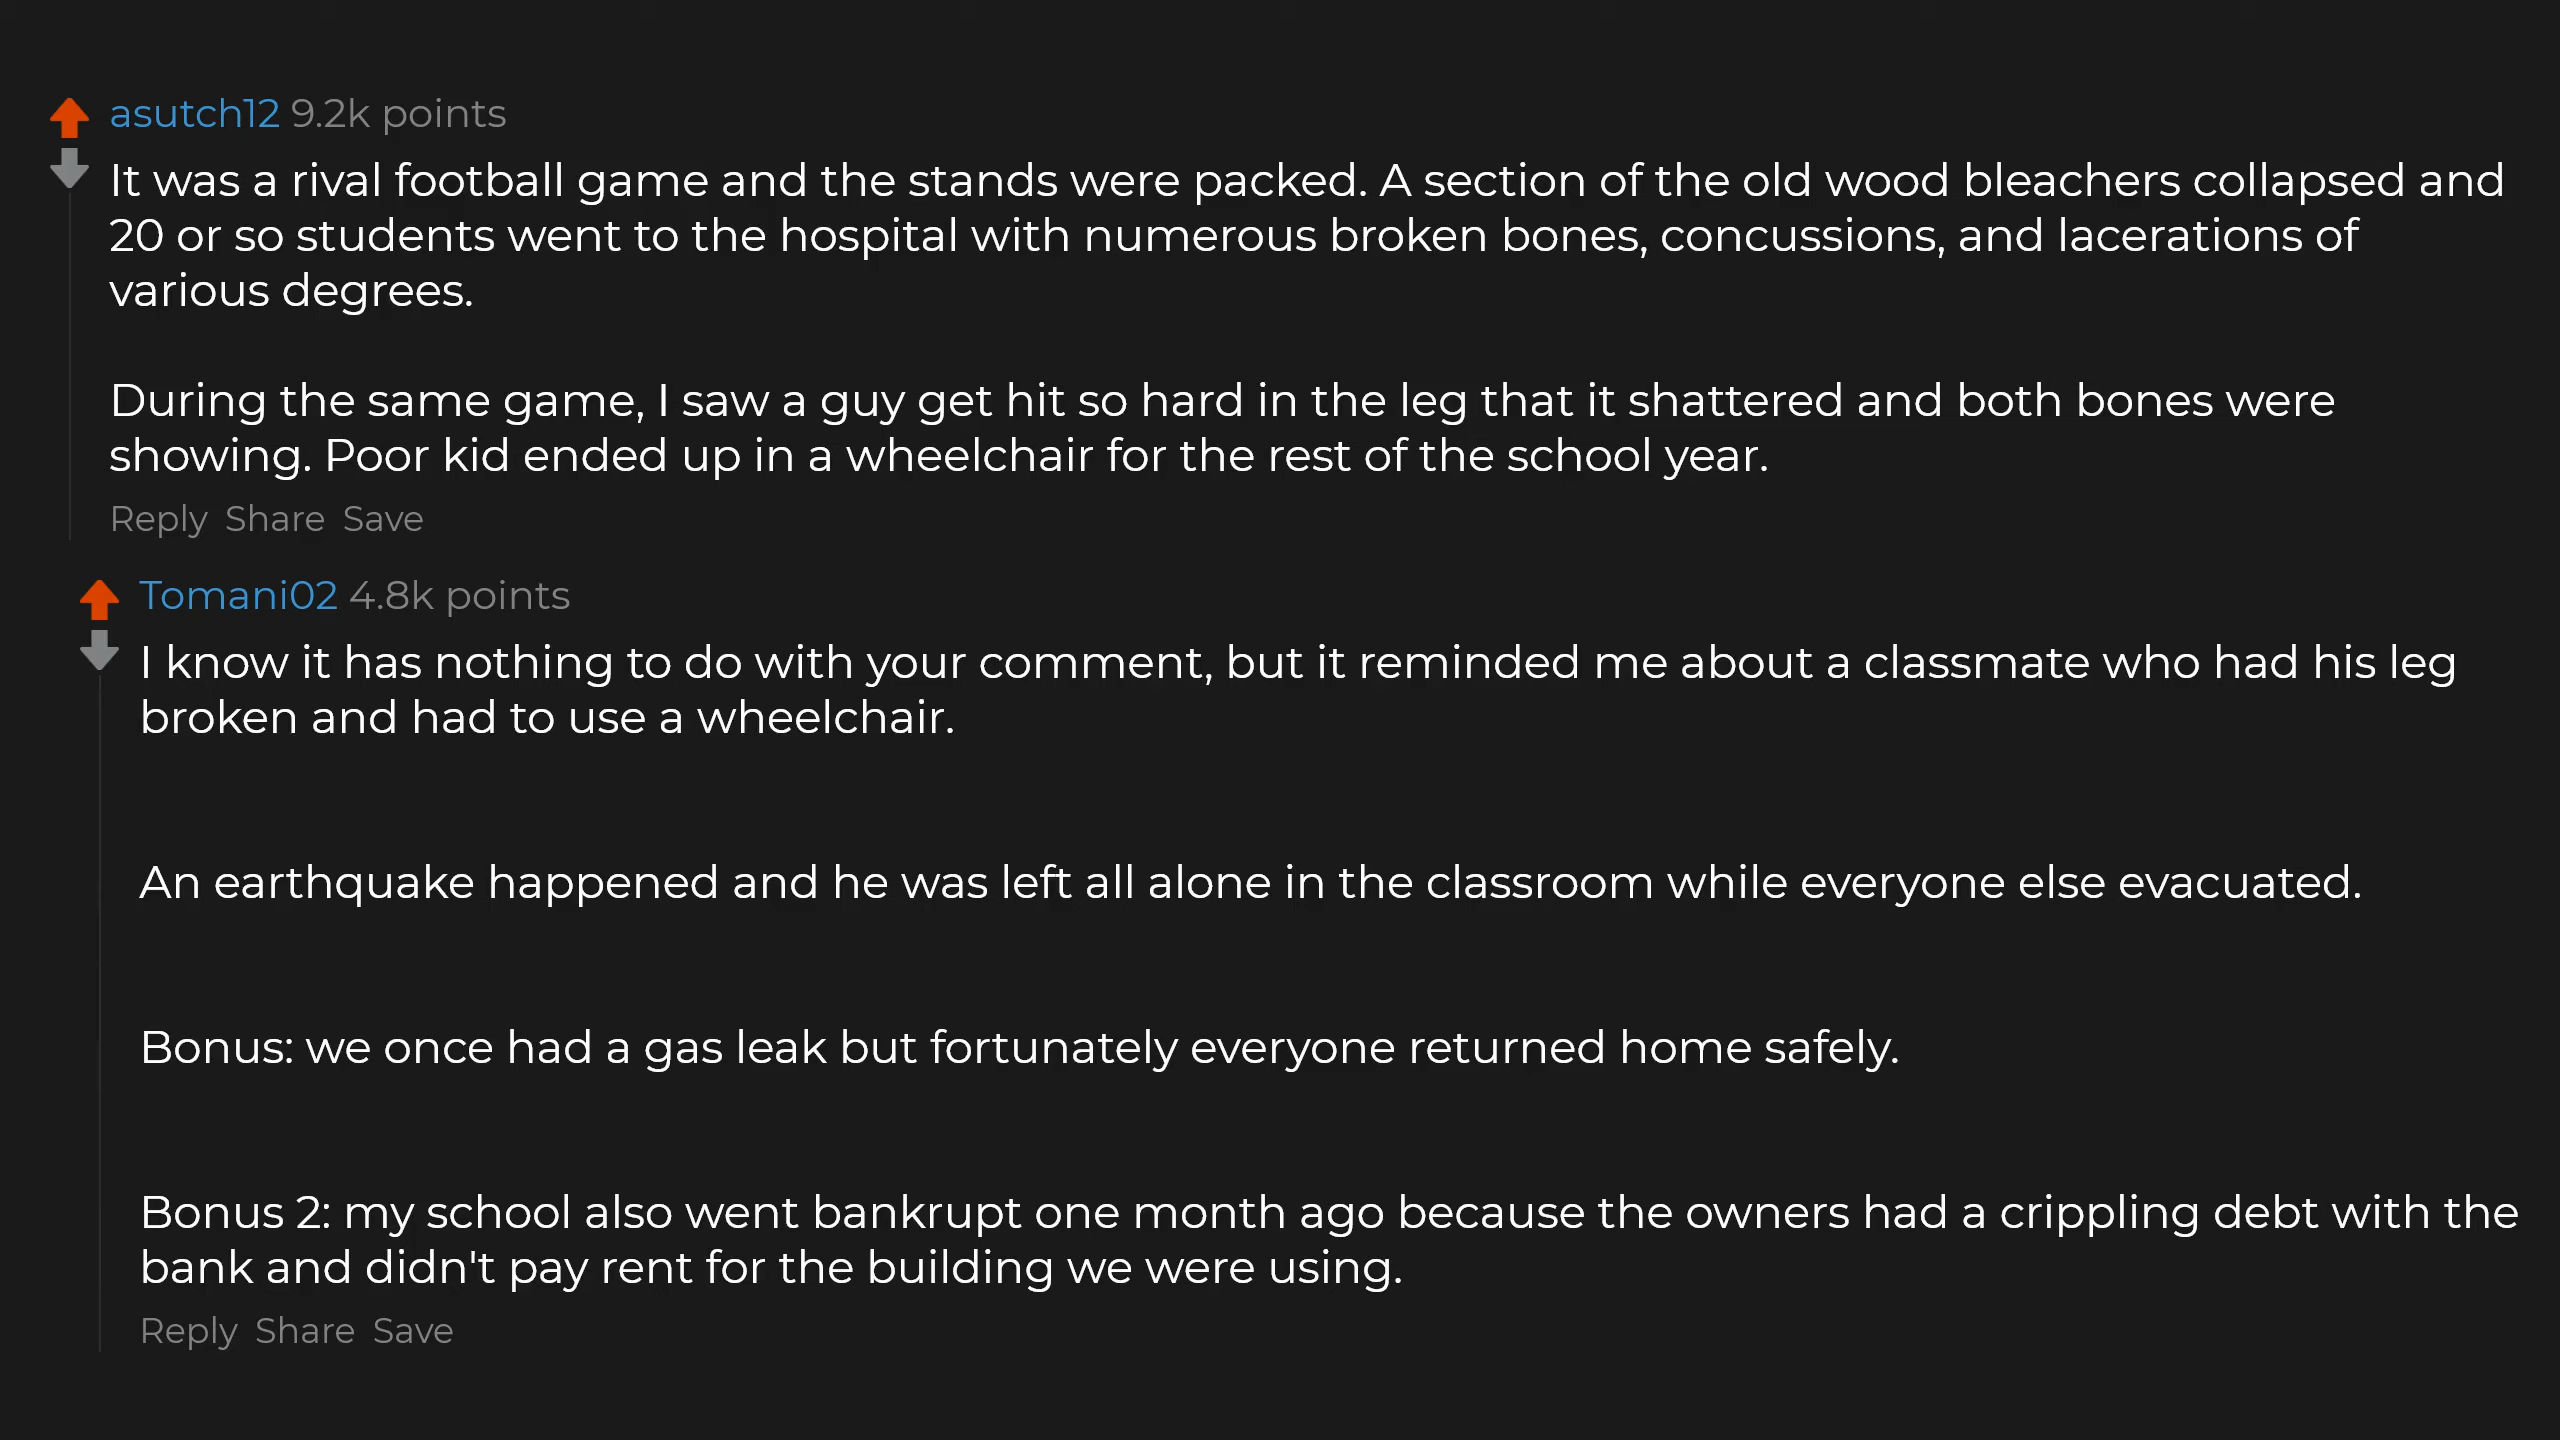 asutch12 9.2k points
It was a rival football game and the stands were packed. A section of the old wood bleachers collapsed and
20 or so students went to the hospital with numerous broken bones, concussions, and lacerations of
various degrees.
During the same game, I saw a guy get hit so hard in the leg that it shattered and both bones were
showing. Poor kid ended up in a wheelchair for the rest of the school year.
Reply Share Save
Tomani02 4.8k points
I know it has nothing to do with your comment, but it reminded me about a classmate who had his leg
broken and had to use a wheelchair.
An earthquake happened and he was left all alone in the classroom while everyone else evacuated.
Bonus: we once had a gas leak but fortunately everyone returned home safely.
Bonus 2: my school also went bankrupt one month ago because the owners had a crippling debt with the
bank and didn't pay rent for the building we were using.
Reply Share Save